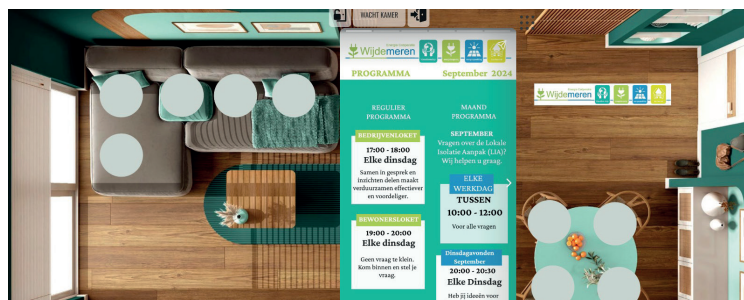 WACHT KAMER
Wijdemeren
PROGRAMMA
September 2024
REGULIER
PROGRAMMA
BEDRIJVENLOKET
17:00 - 18:00
Elke dinsdag
Samen in gesprek en
inzichten delen maakt
verduurzamen effectiever
en voordeliger.
BEWONERSLOKET
19:00 - 20:00
Elke dinsdag
Geen vraag te klein.
Kom binnen en stel je
vraag.
MAAND
PROGRAMMA
SEPTEMBER
Vragen over de Lokale
Isolatie Aanpak (LIA)?
Wij helpen u graag.
ELKE
WERKDAG
TUSSEN
10:00 - 12:00
Voor alle vragen
Dinsdagavonden
September
20:00 - 20:30
Elke Dinsdag
Heb jij ideeën voor
Wijdemeren